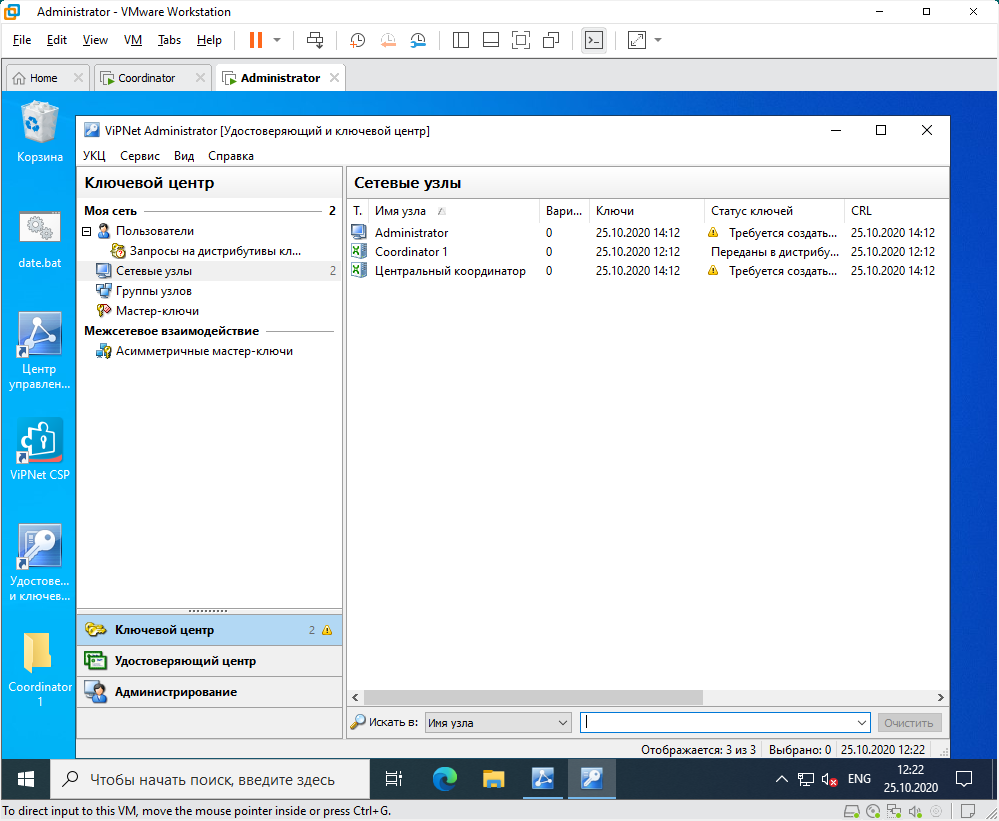 Administrator - VMware Workstation
File Edit View VM Tabs Help
Home Coordinator Administrator
Корзина
date.bat
Центр
управлен...
ViPNet CSP
Удостове...
и ключев...
Coordinator
1
ViPNet Administrator [Удостоверяющий и ключевой центр]
УКЦ Сервис Вид Справка
Ключевой центр
Моя сеть 2
Пользователи
Запросы на дистрибутивы кл...
Сетевые узлы 2
Группы узлов
Мастер-ключи
Межсетевое взаимодействие
Асимметричные мастер-ключи
Ключевой центр 2
Удостоверяющий центр
Администрирование
Сетевые узлы
Т. Имя узла Вари... Ключи Статус ключей CRL
Administrator 0 25.10.2020 14:12 Требуется создать... 25.10.2020 14:12
Coordinator 1 0 25.10.2020 12:12 Переданы в дистрибу... 25.10.2020 12:12
Центральный координатор 0 25.10.2020 14:12 Требуется создать... 25.10.2020 14:12
Искать в: Имя узла Очистить
Отображается: 3 из 3 Выбрано: 0 25.10.2020 12:22
Чтобы начать поиск, введите здесь
ENG
12:22
25.10.2020
To direct input to this VM, move the mouse pointer inside or press Ctrl+G.